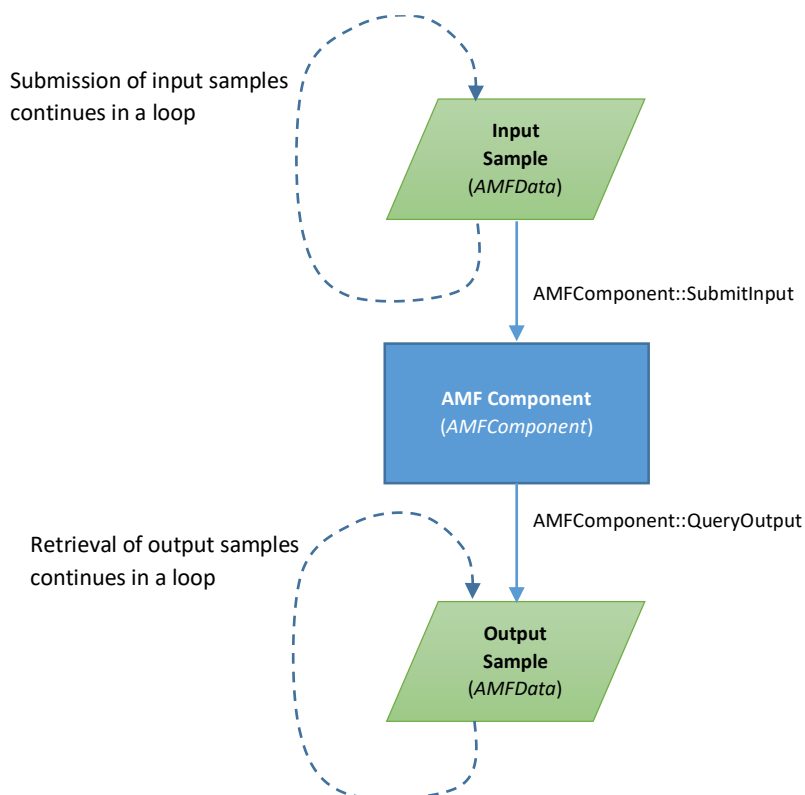 Submission of input samples
continues in a loop
Input
Sample
(AMFData)
AMFComponent::SubmitInput
AMF Component
(AMFComponent)
AMFComponent::QueryOutput
Retrieval of output samples
continues in a loop
Output
Sample
(AMFData)